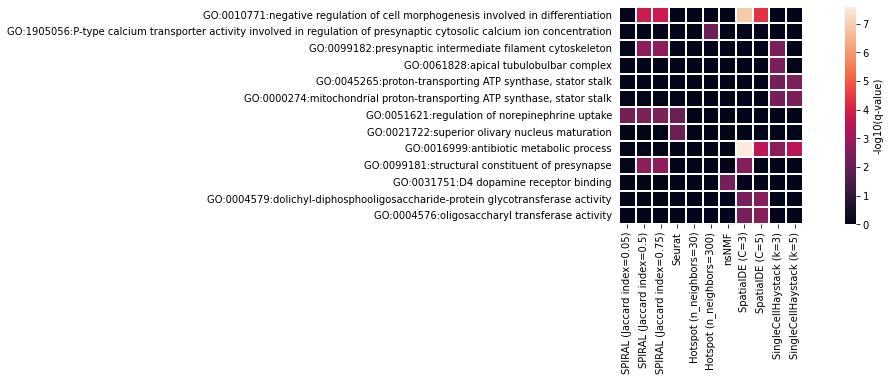 GO:0010771:negative regulation of cell morphogenesis involved in differentiation
GO:1905056:P-type calcium transporter activity involved in regulation of presynaptic cytosolic calcium ion concentration
GO:0099182:presynaptic intermediate filament cytoskeleton
GO:0061828:apical tubulobulbar complex
GO:0045265:proton-transporting ATP synthase, stator stalk
GO:0000274:mitochondrial proton-transporting ATP synthase, stator stalk
GO:0051621:regulation of norepinephrine uptake
GO:0021722:superior olivary nucleus maturation
GO:0016999:antibiotic metabolic process
GO:0099181:structural constituent of presynapse
GO:0031751:D4 dopamine receptor binding
GO:0004579:dolichyl-diphosphooligosaccharide-protein glycotransferase activity
GO:0004576:oligosaccharyl transferase activity
SPIRAL (Jaccard index=0.05)
SPIRAL (Jaccard index=0.5)
SPIRAL (Jaccard index=0.75)
Seurat
Hotspot (n_neighbors=30)
Hotspot (n_neighbors=300)
nsNMF
SpatialDE (C=3)
SpatialDE (C=5)
SingleCellHaystack (k=3)
SingleCellHaystack (k=5)
7
6
5
4
3
2
1
0
-log10(q-value)